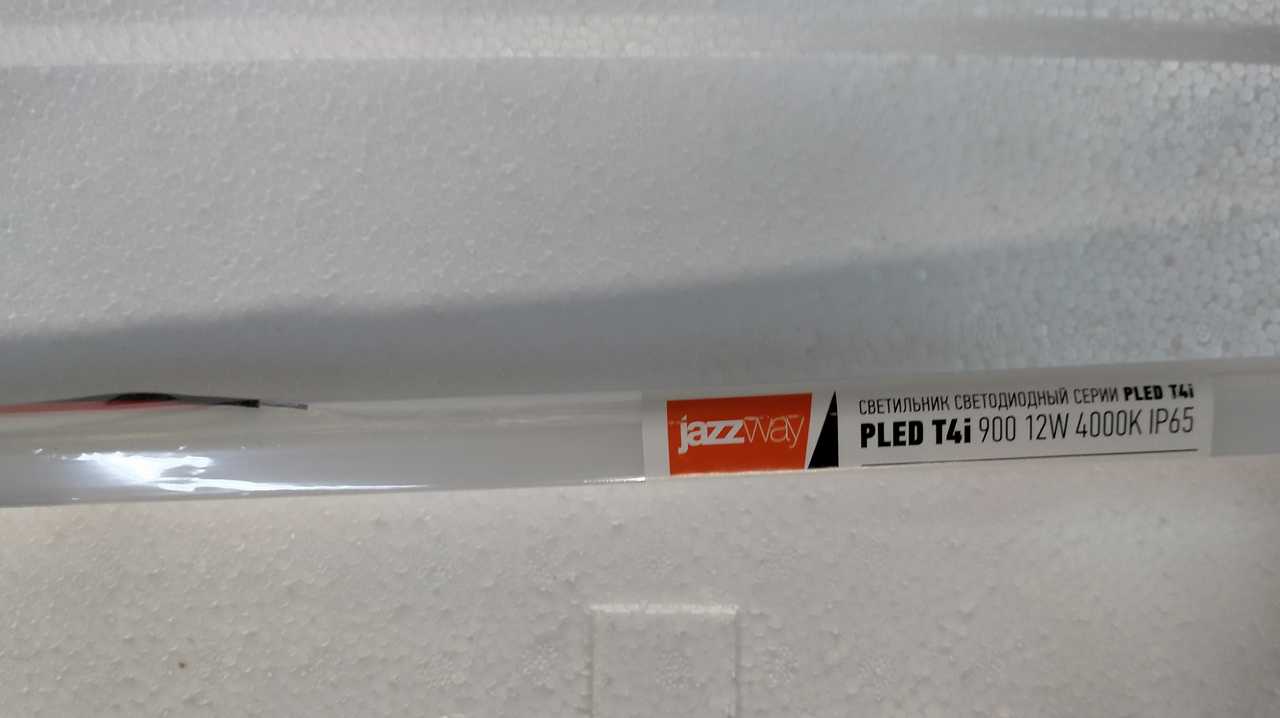 jazzway
СВЕТИЛЬНИК СВЕТОДИОДНЫЙ СЕРИИ PLED T4i
PLED T4i 900 12W 4000K IP65